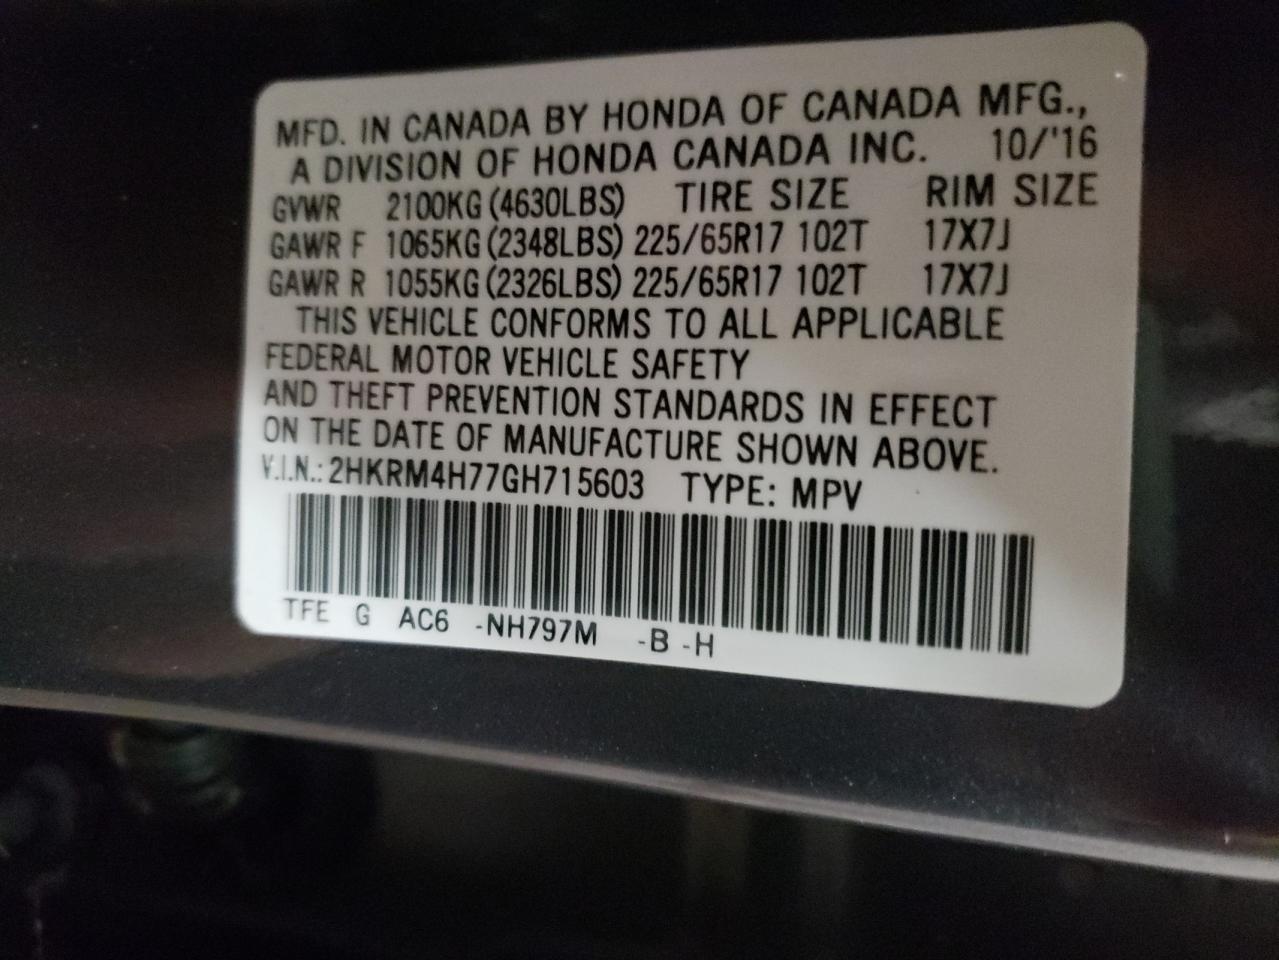 MFD. IN CANADA BY HONDA OF CANADA MFG.,
A DIVISION OF HONDA CANADA INC. 10/'16
GVWR 2100KG (4630LBS) TIRE SIZE RIM SIZE
GAWR F 1065KG (2348LBS) 225/65R17 102T 17X7J
GAWR R 1055KG (2326LBS) 225/65R17 102T 17X7J
THIS VEHICLE CONFORMS TO ALL APPLICABLE
FEDERAL MOTOR VEHICLE SAFETY
AND THEFT PREVENTION STANDARDS IN EFFECT
ON THE DATE OF MANUFACTURE SHOWN ABOVE.
V.I.N.: 2HKRM4H77GH715603 TYPE: MPV
TFE G AC6 -NH797M -B -H